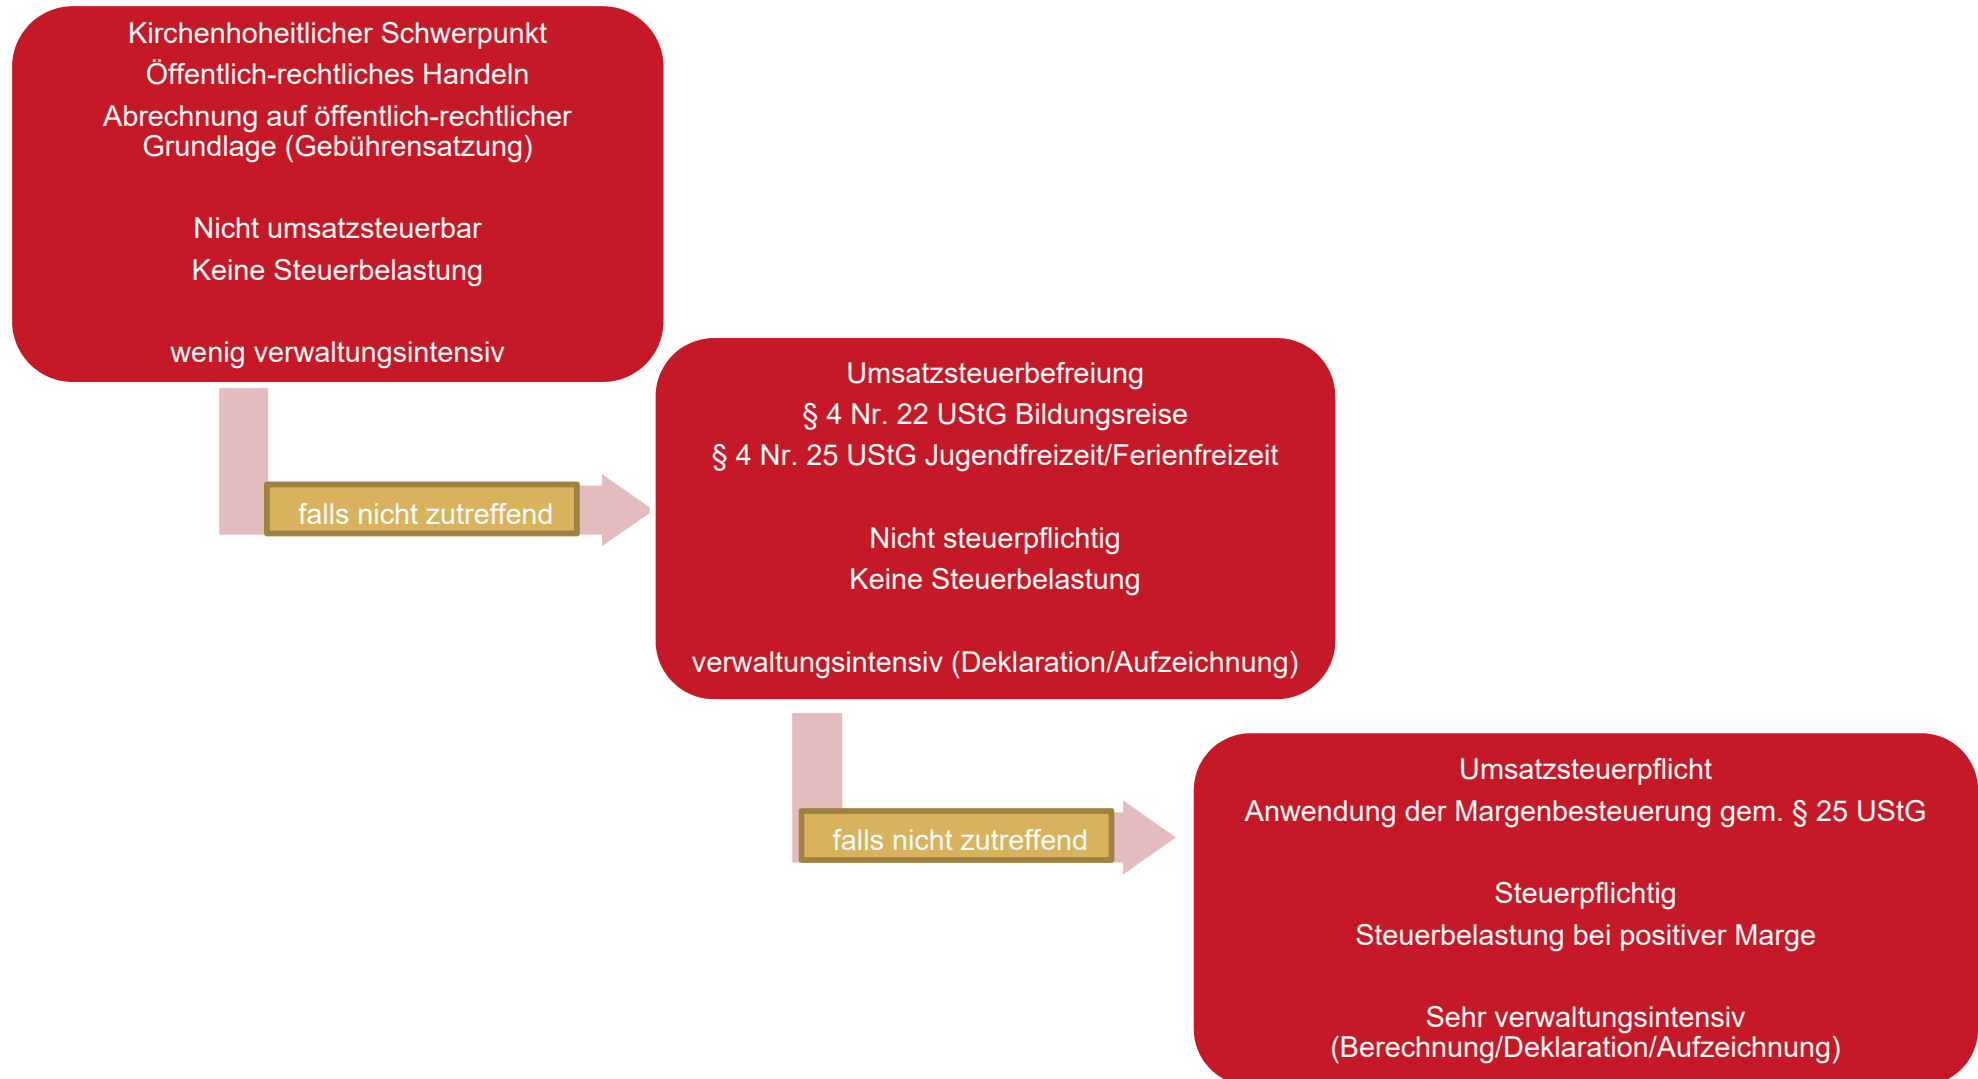 Kirchenhoheitlicher Schwerpunkt
Öffentlich-rechtliches Handeln
Abrechnung auf öffentlich-rechtlicher
Grundlage (Gebührensatzung)
Nicht umsatzsteuerbar
Keine Steuerbelastung
wenig verwaltungsintensiv
falls nicht zutreffend
Umsatzsteuerbefreiung
§ 4 Nr. 22 UStG Bildungsreise
§ 4 Nr. 25 UStG Jugendfreizeit/Ferienfreizeit
Nicht steuerpflichtig
Keine Steuerbelastung
verwaltungsintensiv (Deklaration/Aufzeichnung)
falls nicht zutreffend
Umsatzsteuerpflicht
Anwendung der Margenbesteuerung gem. § 25 UStG
Steuerpflichtig
Steuerbelastung bei positiver Marge
Sehr verwaltungsintensiv
(Berechnung/Deklaration/Aufzeichnung)